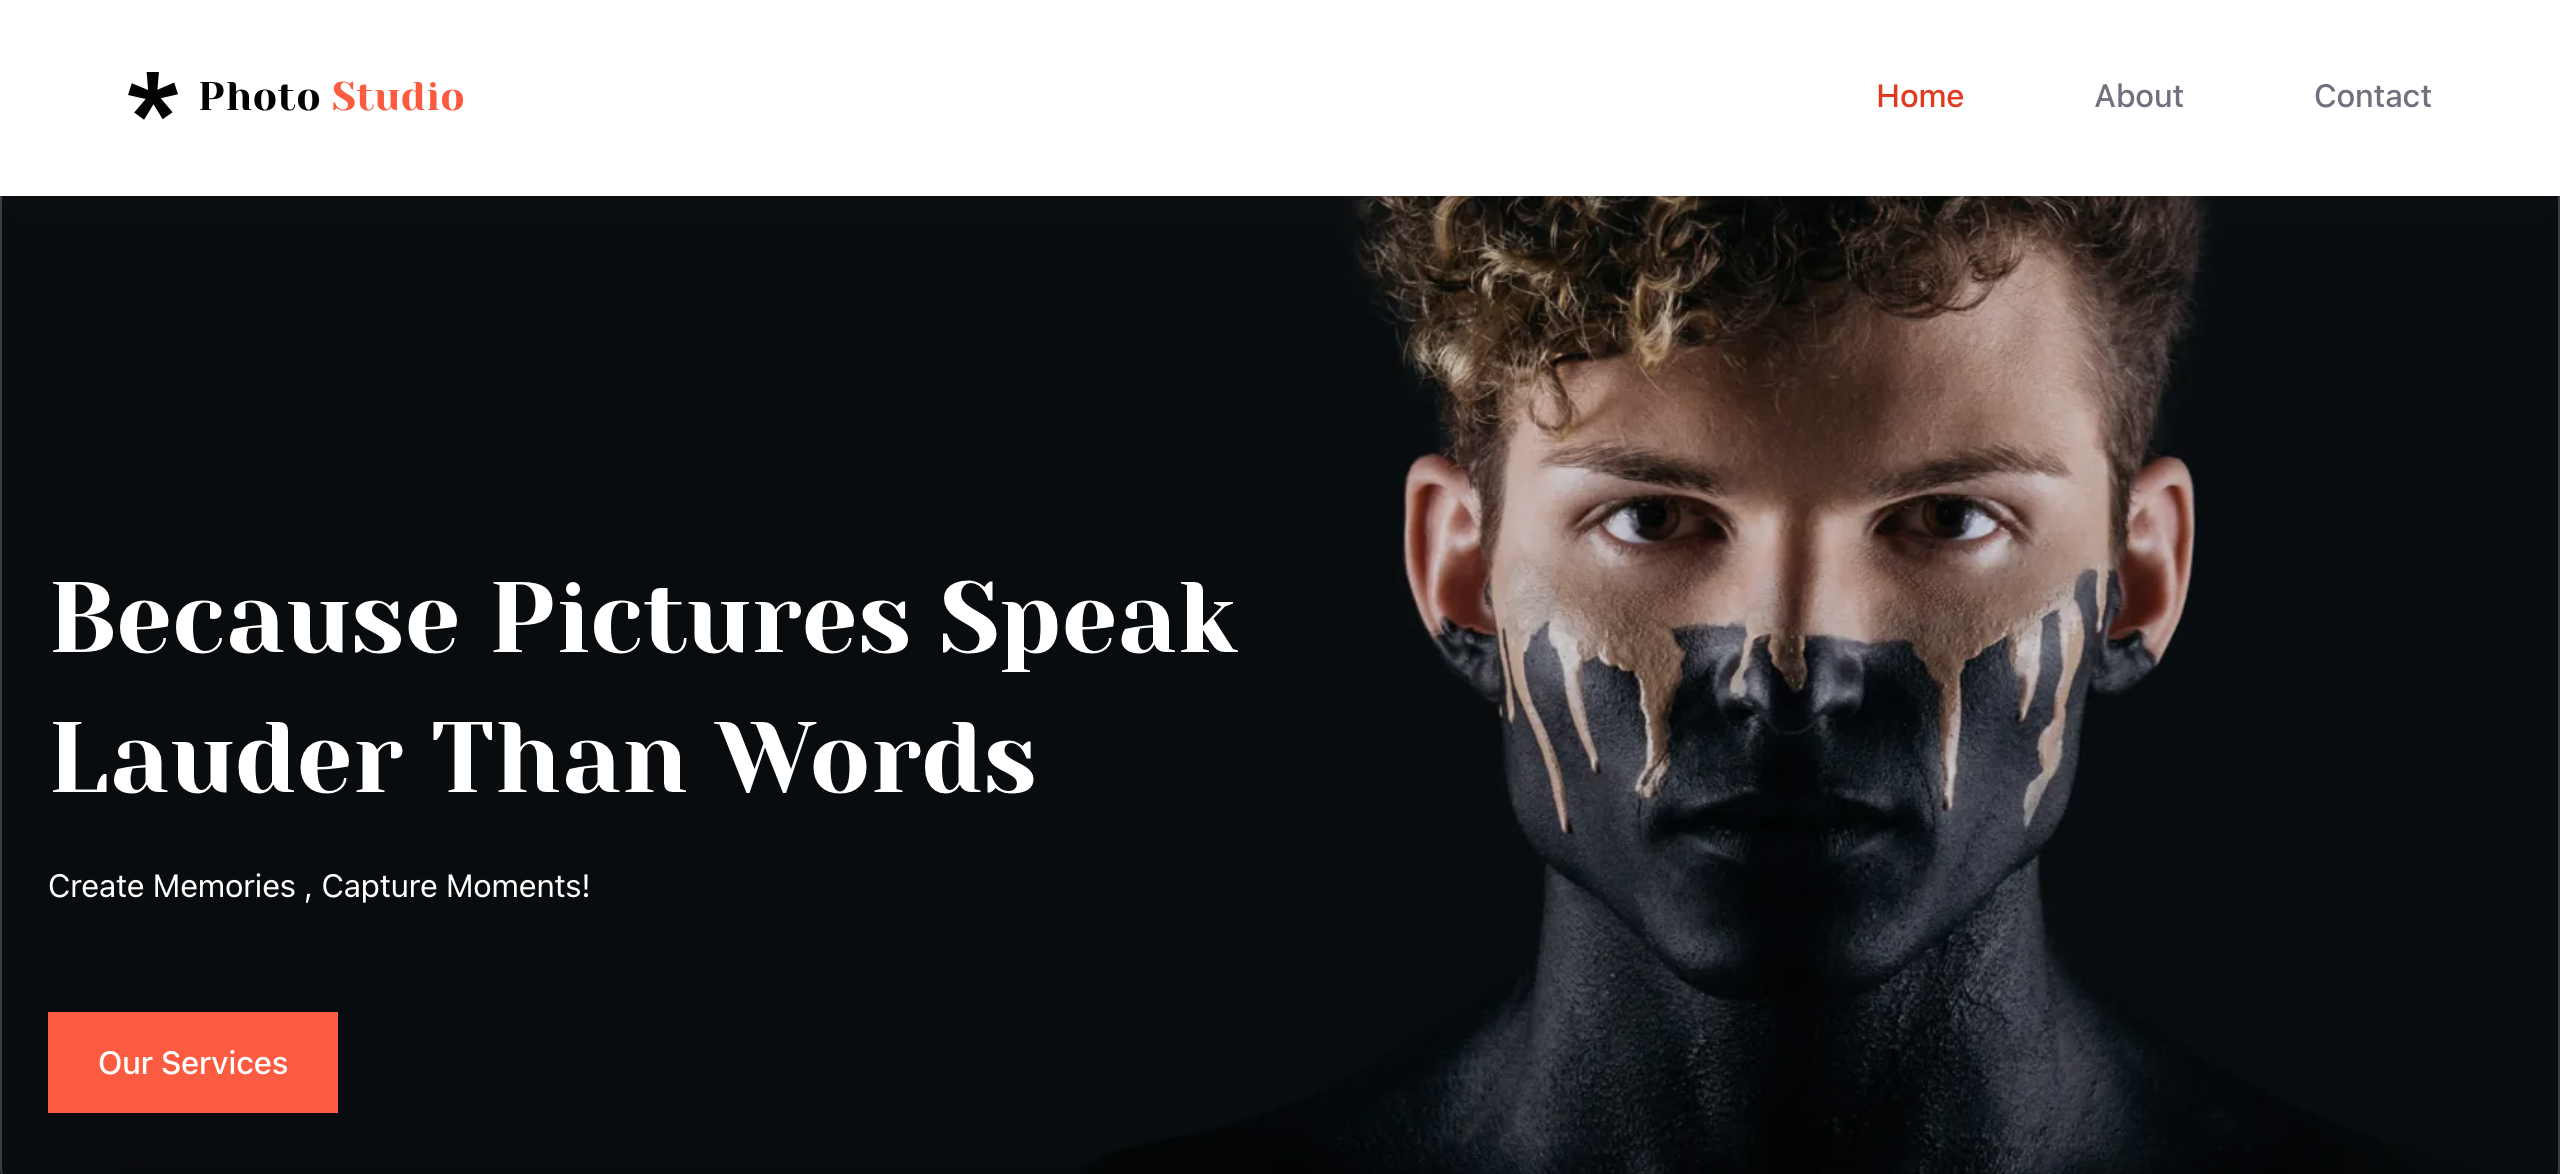 Photo Studio
Home
About
Contact
Because Pictures Speak
Lauder Than Words
Create Memories , Capture Moments!
Our Services